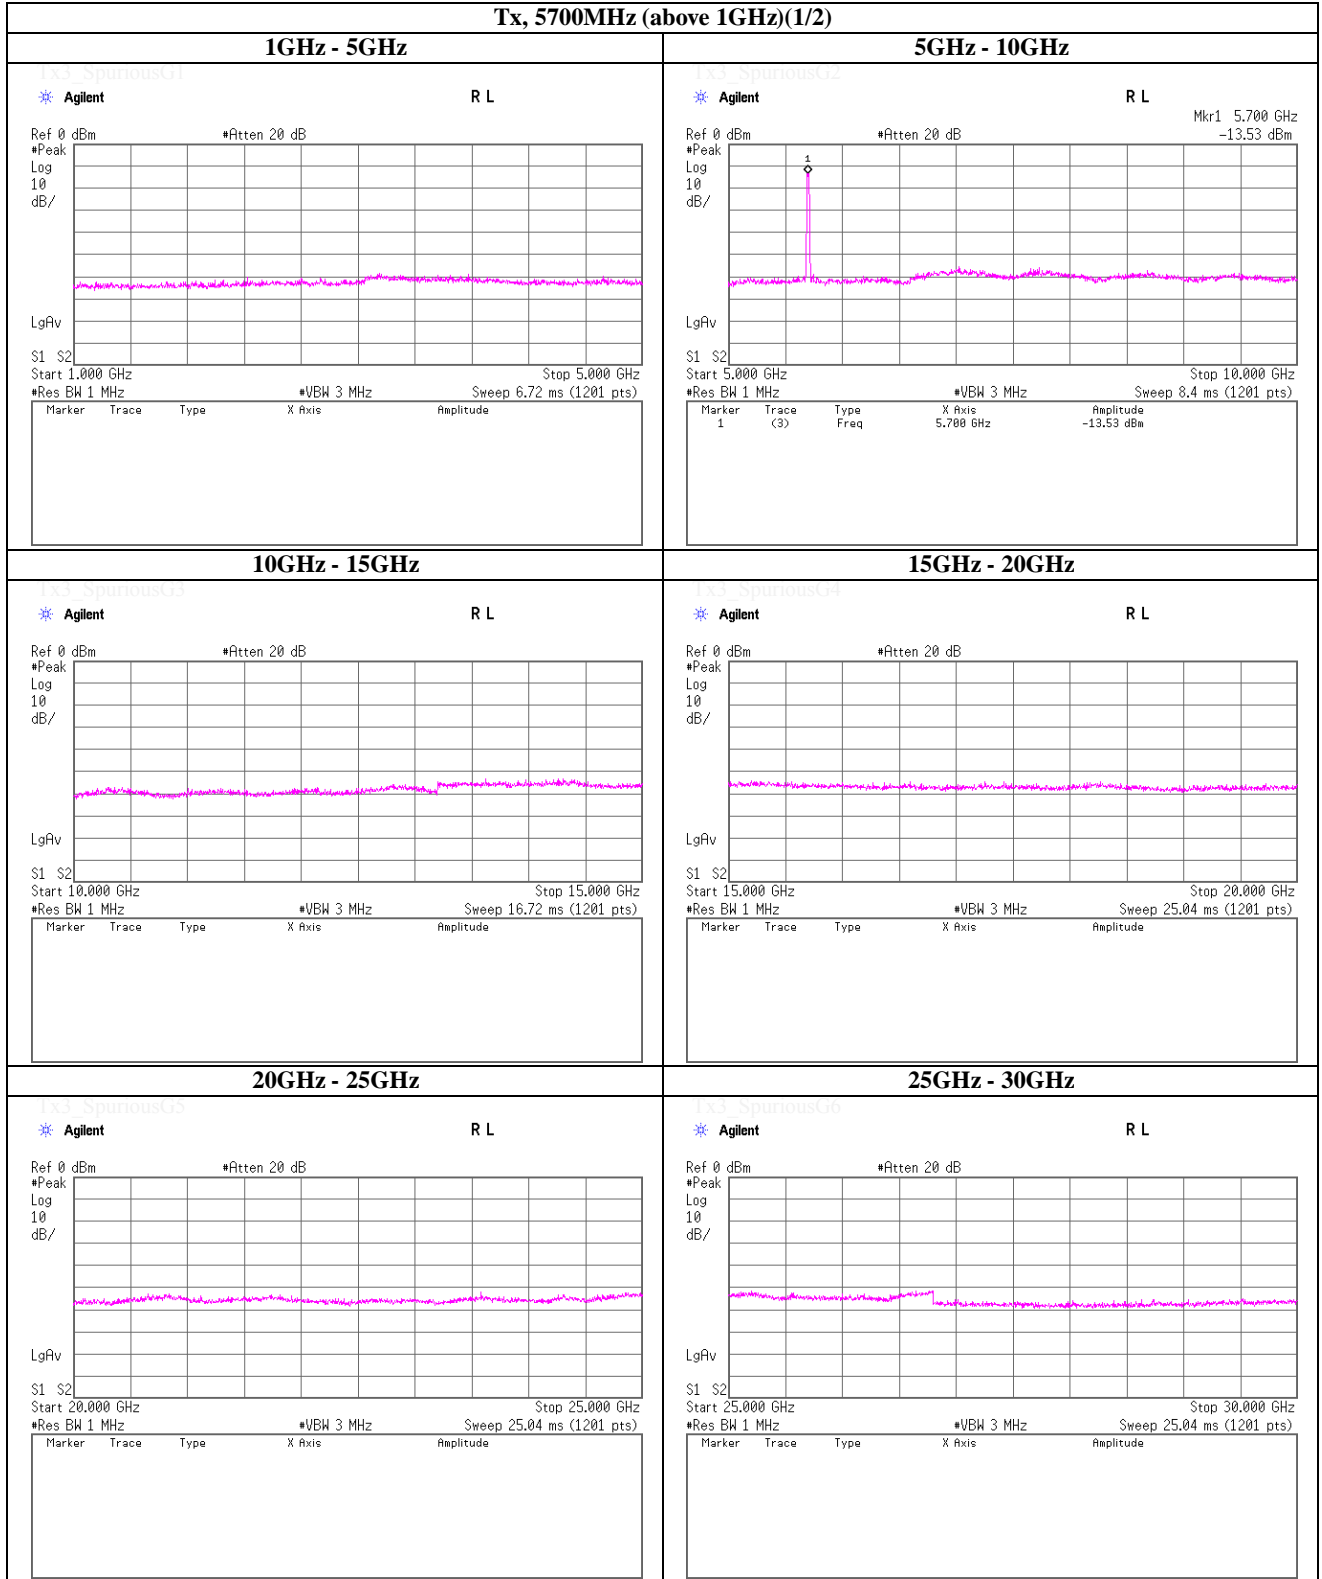 Tx, 5700MHz (above 1GHz)(1/2)
1GHz - 5GHz
Tx3_SpuriousG1
Agilent R L
Ref 0 dBm #Atten 20 dB
#Peak
Log
10
dB/
LgAv
S1 S2
Start 1.000 GHz Stop 5.000 GHz
#Res BW 1 MHz #VBW 3 MHz Sweep 6.72 ms (1201 pts)
Marker Trace Type X Axis Amplitude
5GHz - 10GHz
Tx3_SpuriousG2
Agilent R L
Mkr1 5.700 GHz
Ref 0 dBm #Atten 20 dB -13.53 dBm
#Peak
Log
10
dB/
1
LgAv
S1 S2
Start 5.000 GHz Stop 10.000 GHz
#Res BW 1 MHz #VBW 3 MHz Sweep 8.4 ms (1201 pts)
Marker Trace Type X Axis Amplitude
1 (3) Freq 5.700 GHz -13.53 dBm
10GHz - 15GHz
Tx3_SpuriousG3
Agilent R L
Ref 0 dBm #Atten 20 dB
#Peak
Log
10
dB/
LgAv
S1 S2
Start 10.000 GHz Stop 15.000 GHz
#Res BW 1 MHz #VBW 3 MHz Sweep 16.72 ms (1201 pts)
Marker Trace Type X Axis Amplitude
15GHz - 20GHz
Tx3_SpuriousG4
Agilent R L
Ref 0 dBm #Atten 20 dB
#Peak
Log
10
dB/
LgAv
S1 S2
Start 15.000 GHz Stop 20.000 GHz
#Res BW 1 MHz #VBW 3 MHz Sweep 25.04 ms (1201 pts)
Marker Trace Type X Axis Amplitude
20GHz - 25GHz
Tx3_SpuriousG5
Agilent R L
Ref 0 dBm #Atten 20 dB
#Peak
Log
10
dB/
LgAv
S1 S2
Start 20.000 GHz Stop 25.000 GHz
#Res BW 1 MHz #VBW 3 MHz Sweep 25.04 ms (1201 pts)
Marker Trace Type X Axis Amplitude
25GHz - 30GHz
Tx3_SpuriousG6
Agilent R L
Ref 0 dBm #Atten 20 dB
#Peak
Log
10
dB/
LgAv
S1 S2
Start 25.000 GHz Stop 30.000 GHz
#Res BW 1 MHz #VBW 3 MHz Sweep 25.04 ms (1201 pts)
Marker Trace Type X Axis Amplitude